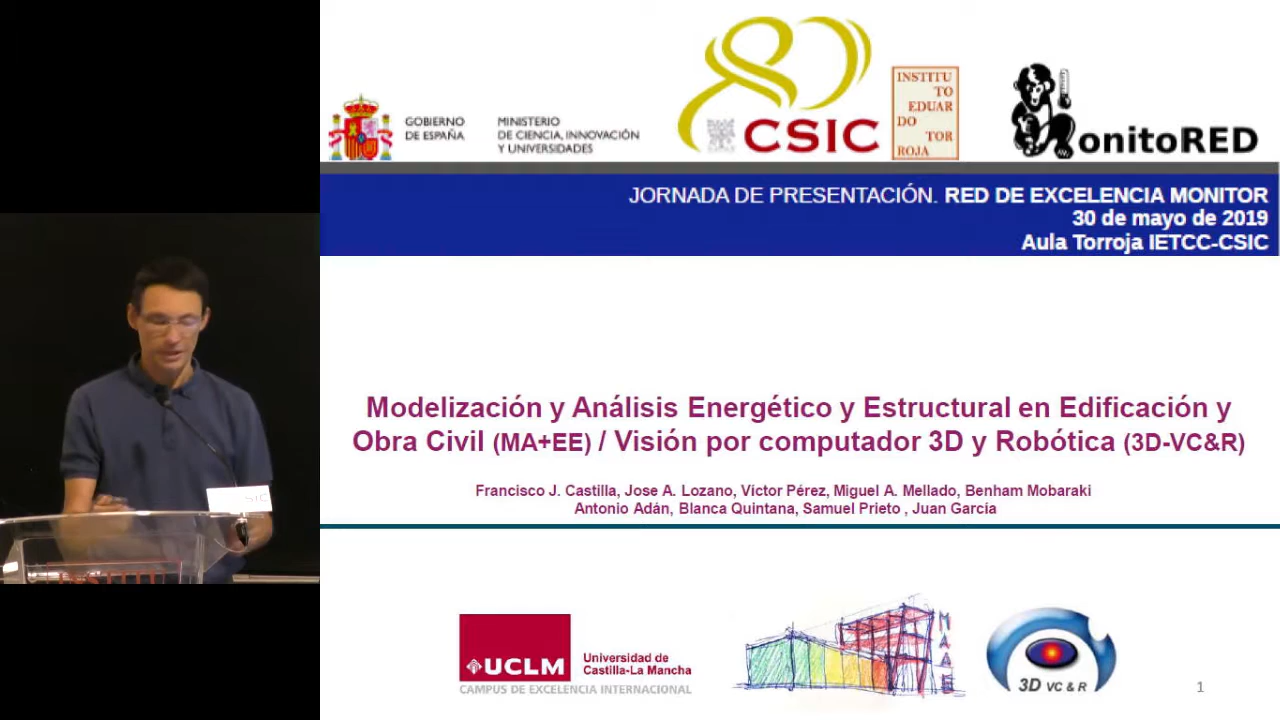 GOBIERNO
DE ESPAÑA
MINISTERIO
DE CIENCIA, INNOVACIÓN
Y UNIVERSIDADES
CSIC
INSTITU
TO
EDUAR
DO TOR
ROJA
onitoRED
JORNADA DE PRESENTACIÓN. RED DE EXCELENCIA MONITOR
30 de mayo de 2019
Aula Torroja IETCC-CSIC
Modelización y Análisis Energético y Estructural en Edificación y
Obra Civil (MA+EE) / Visión por computador 3D y Robótica (3D-VC&R)
Francisco J. Castilla, Jose A. Lozano, Víctor Pérez, Miguel A. Mellado, Benham Mobaraki
Antonio Adán, Blanca Quintana, Samuel Prieto , Juan García
CSIC
UCLM
Universidad de
Castilla-La Mancha
CAMPUS DE EXCELENCIA INTERNACIONAL
3D VC & R
1